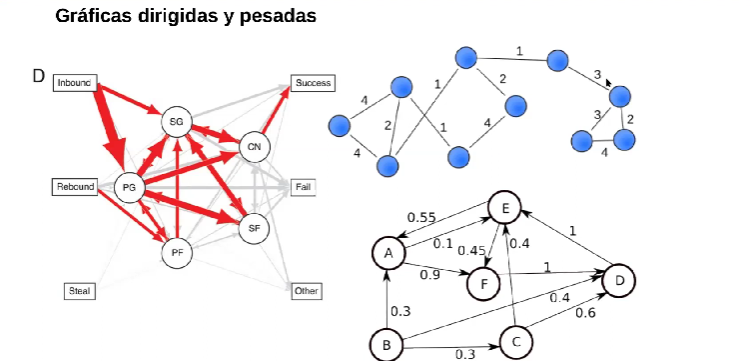 Gráficas dirigidas y pesadas
D
Inbound
Success
SG
CN
Rebound
PG
Fail
SF
PF
Steal
Other
1
3
4
1
2
2
3
2
1
4
4
4
E
0.55
0.1
0.45
0.4
1
A
0.9
F
1
D
0.3
0.4
0.6
B
0.3
C